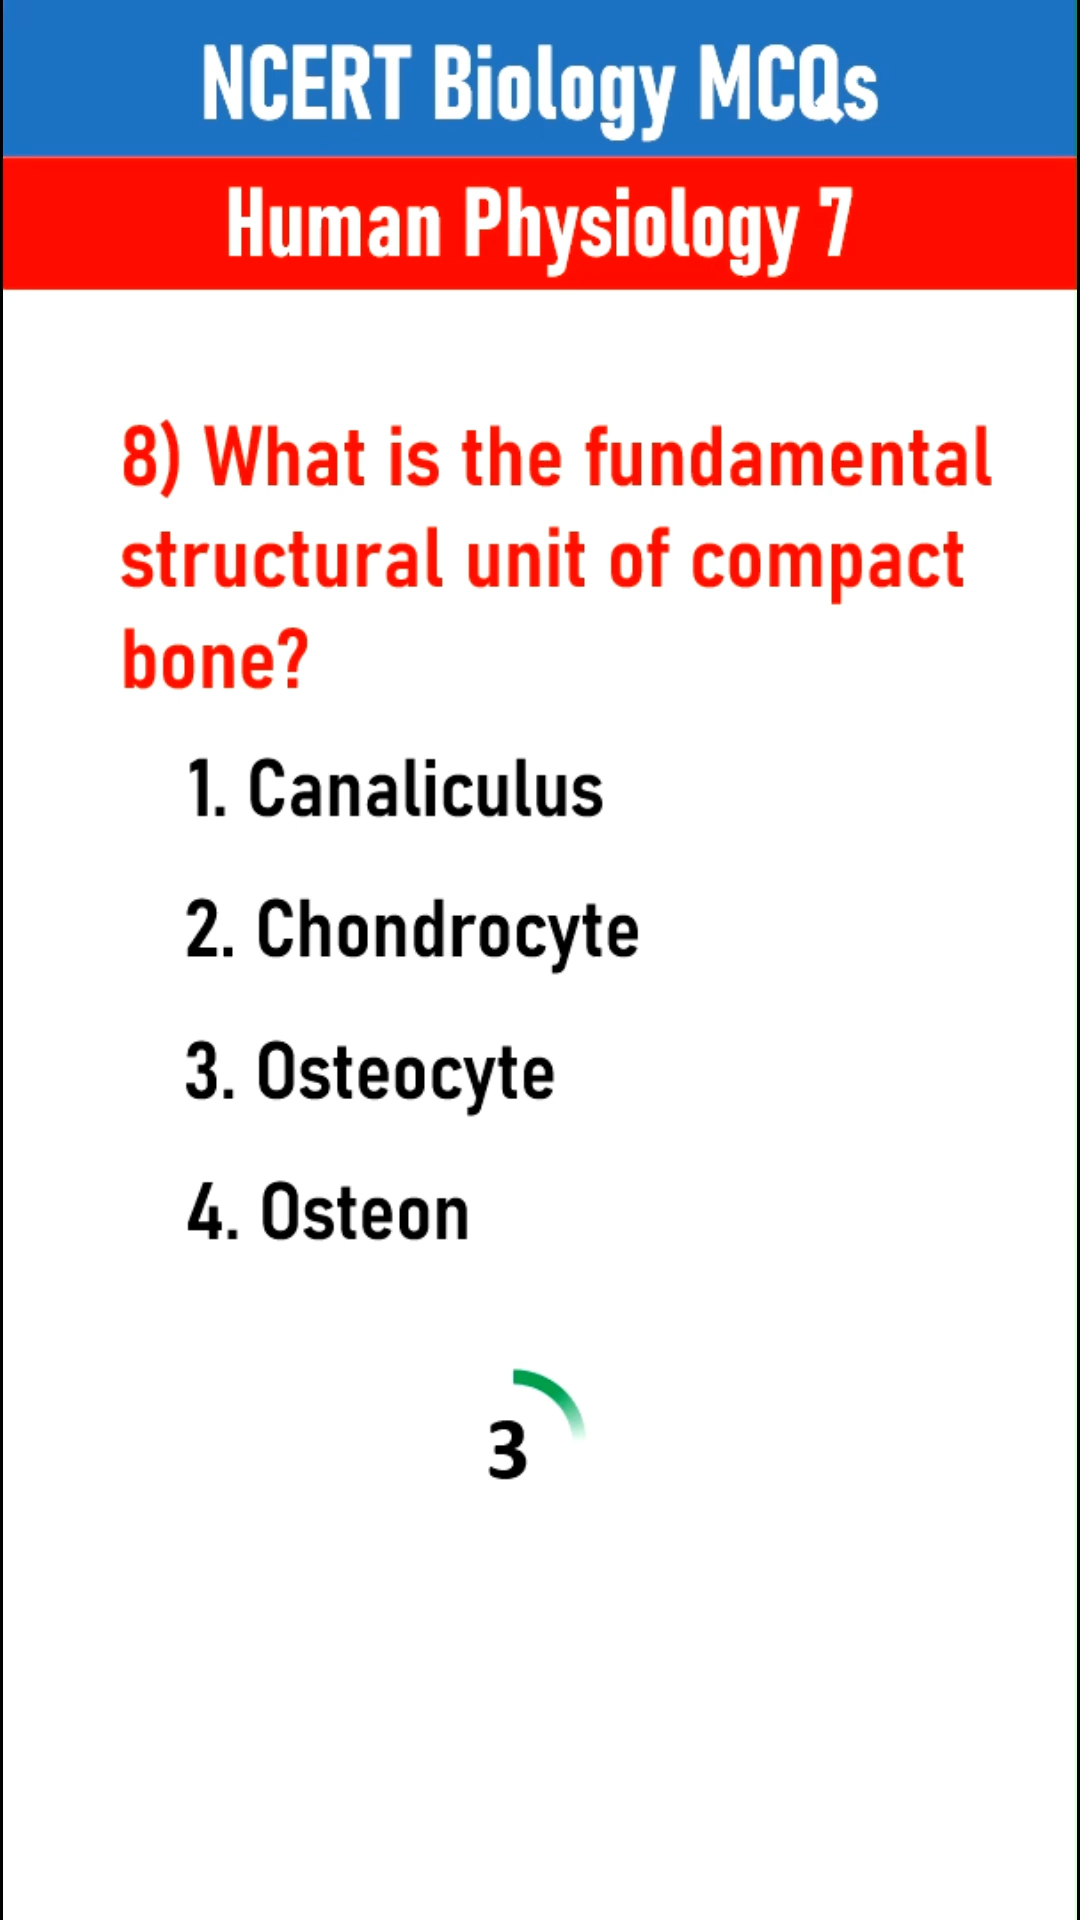 NCERT Biology MCQs
Human Physiology 7
8) What is the fundamental
structural unit of compact
bone?
1. Canaliculus
2. Chondrocyte
3. Osteocyte
4. Osteon
3